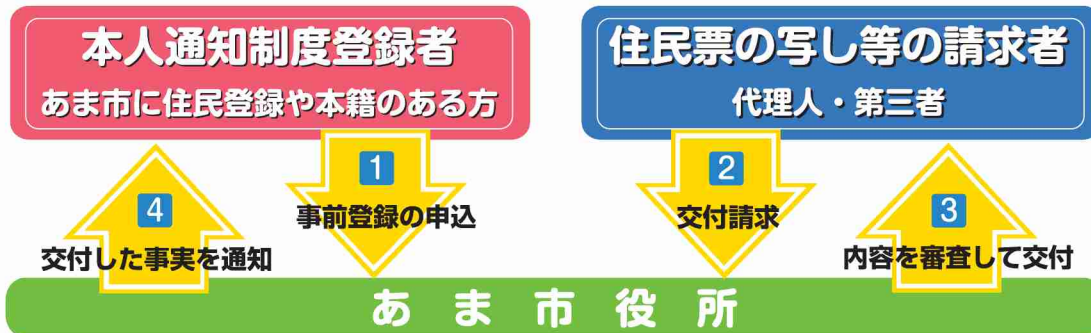 本人通知制度登録者
あま市に住民登録や本籍のある方
住民票の写し等の請求者
代理人・第三者
1
事前登録の申込
2
交付請求
3
内容を審査して交付
4
交付した事実を通知
あま市役所